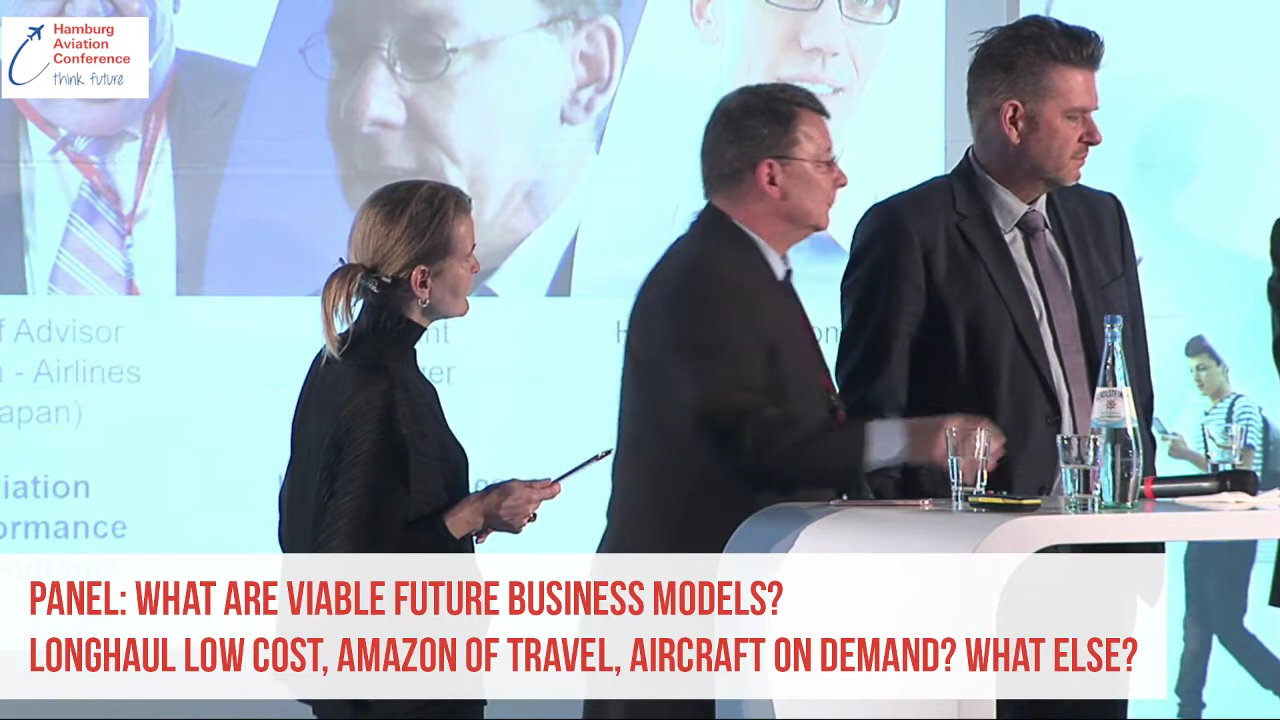 Hamburg
Aviation
Conference
think future
Advisor
- Airlines
apan)
iation
ormance
PANEL: WHAT ARE VIABLE FUTURE BUSINESS MODELS?
LONGHAUL LOW COST, AMAZON OF TRAVEL, AIRCRAFT ON DEMAND? WHAT ELSE?